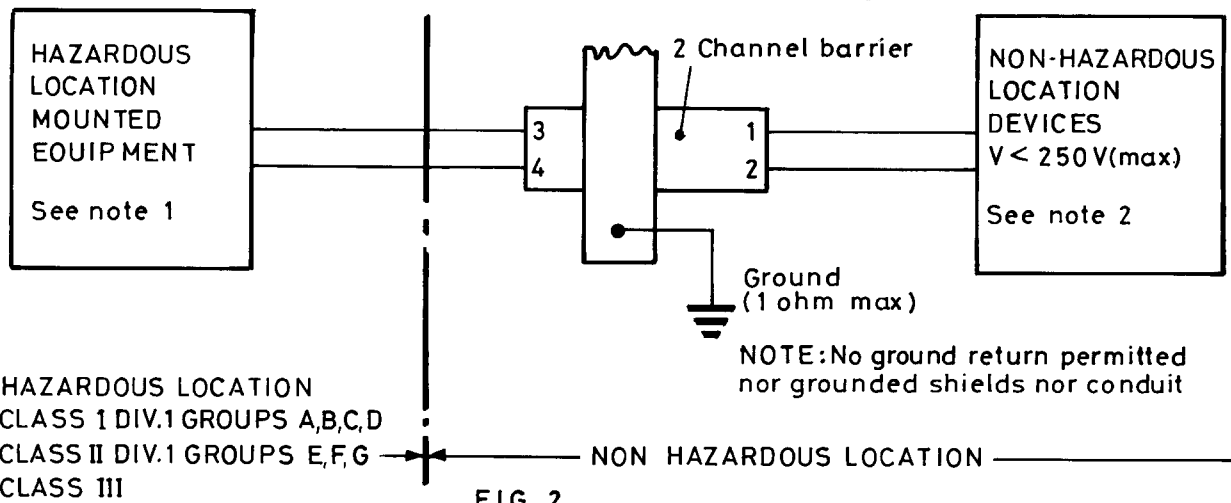 HAZARDOUS
LOCATION
MOUNTED
EQUIPMENT
See note 1
2 Channel barrier
3
4
1
2
NON-HAZARDOUS
LOCATION
DEVICES
V < 250 V(max)
See note 2
Ground
(1 ohm max)
NOTE: No ground return permitted
nor grounded shields nor conduit
HAZARDOUS LOCATION
CLASS I DIV.1 GROUPS A,B,C,D
CLASS II DIV.1 GROUPS E,F,G
CLASS III
NON HAZARDOUS LOCATION
FIG. 2